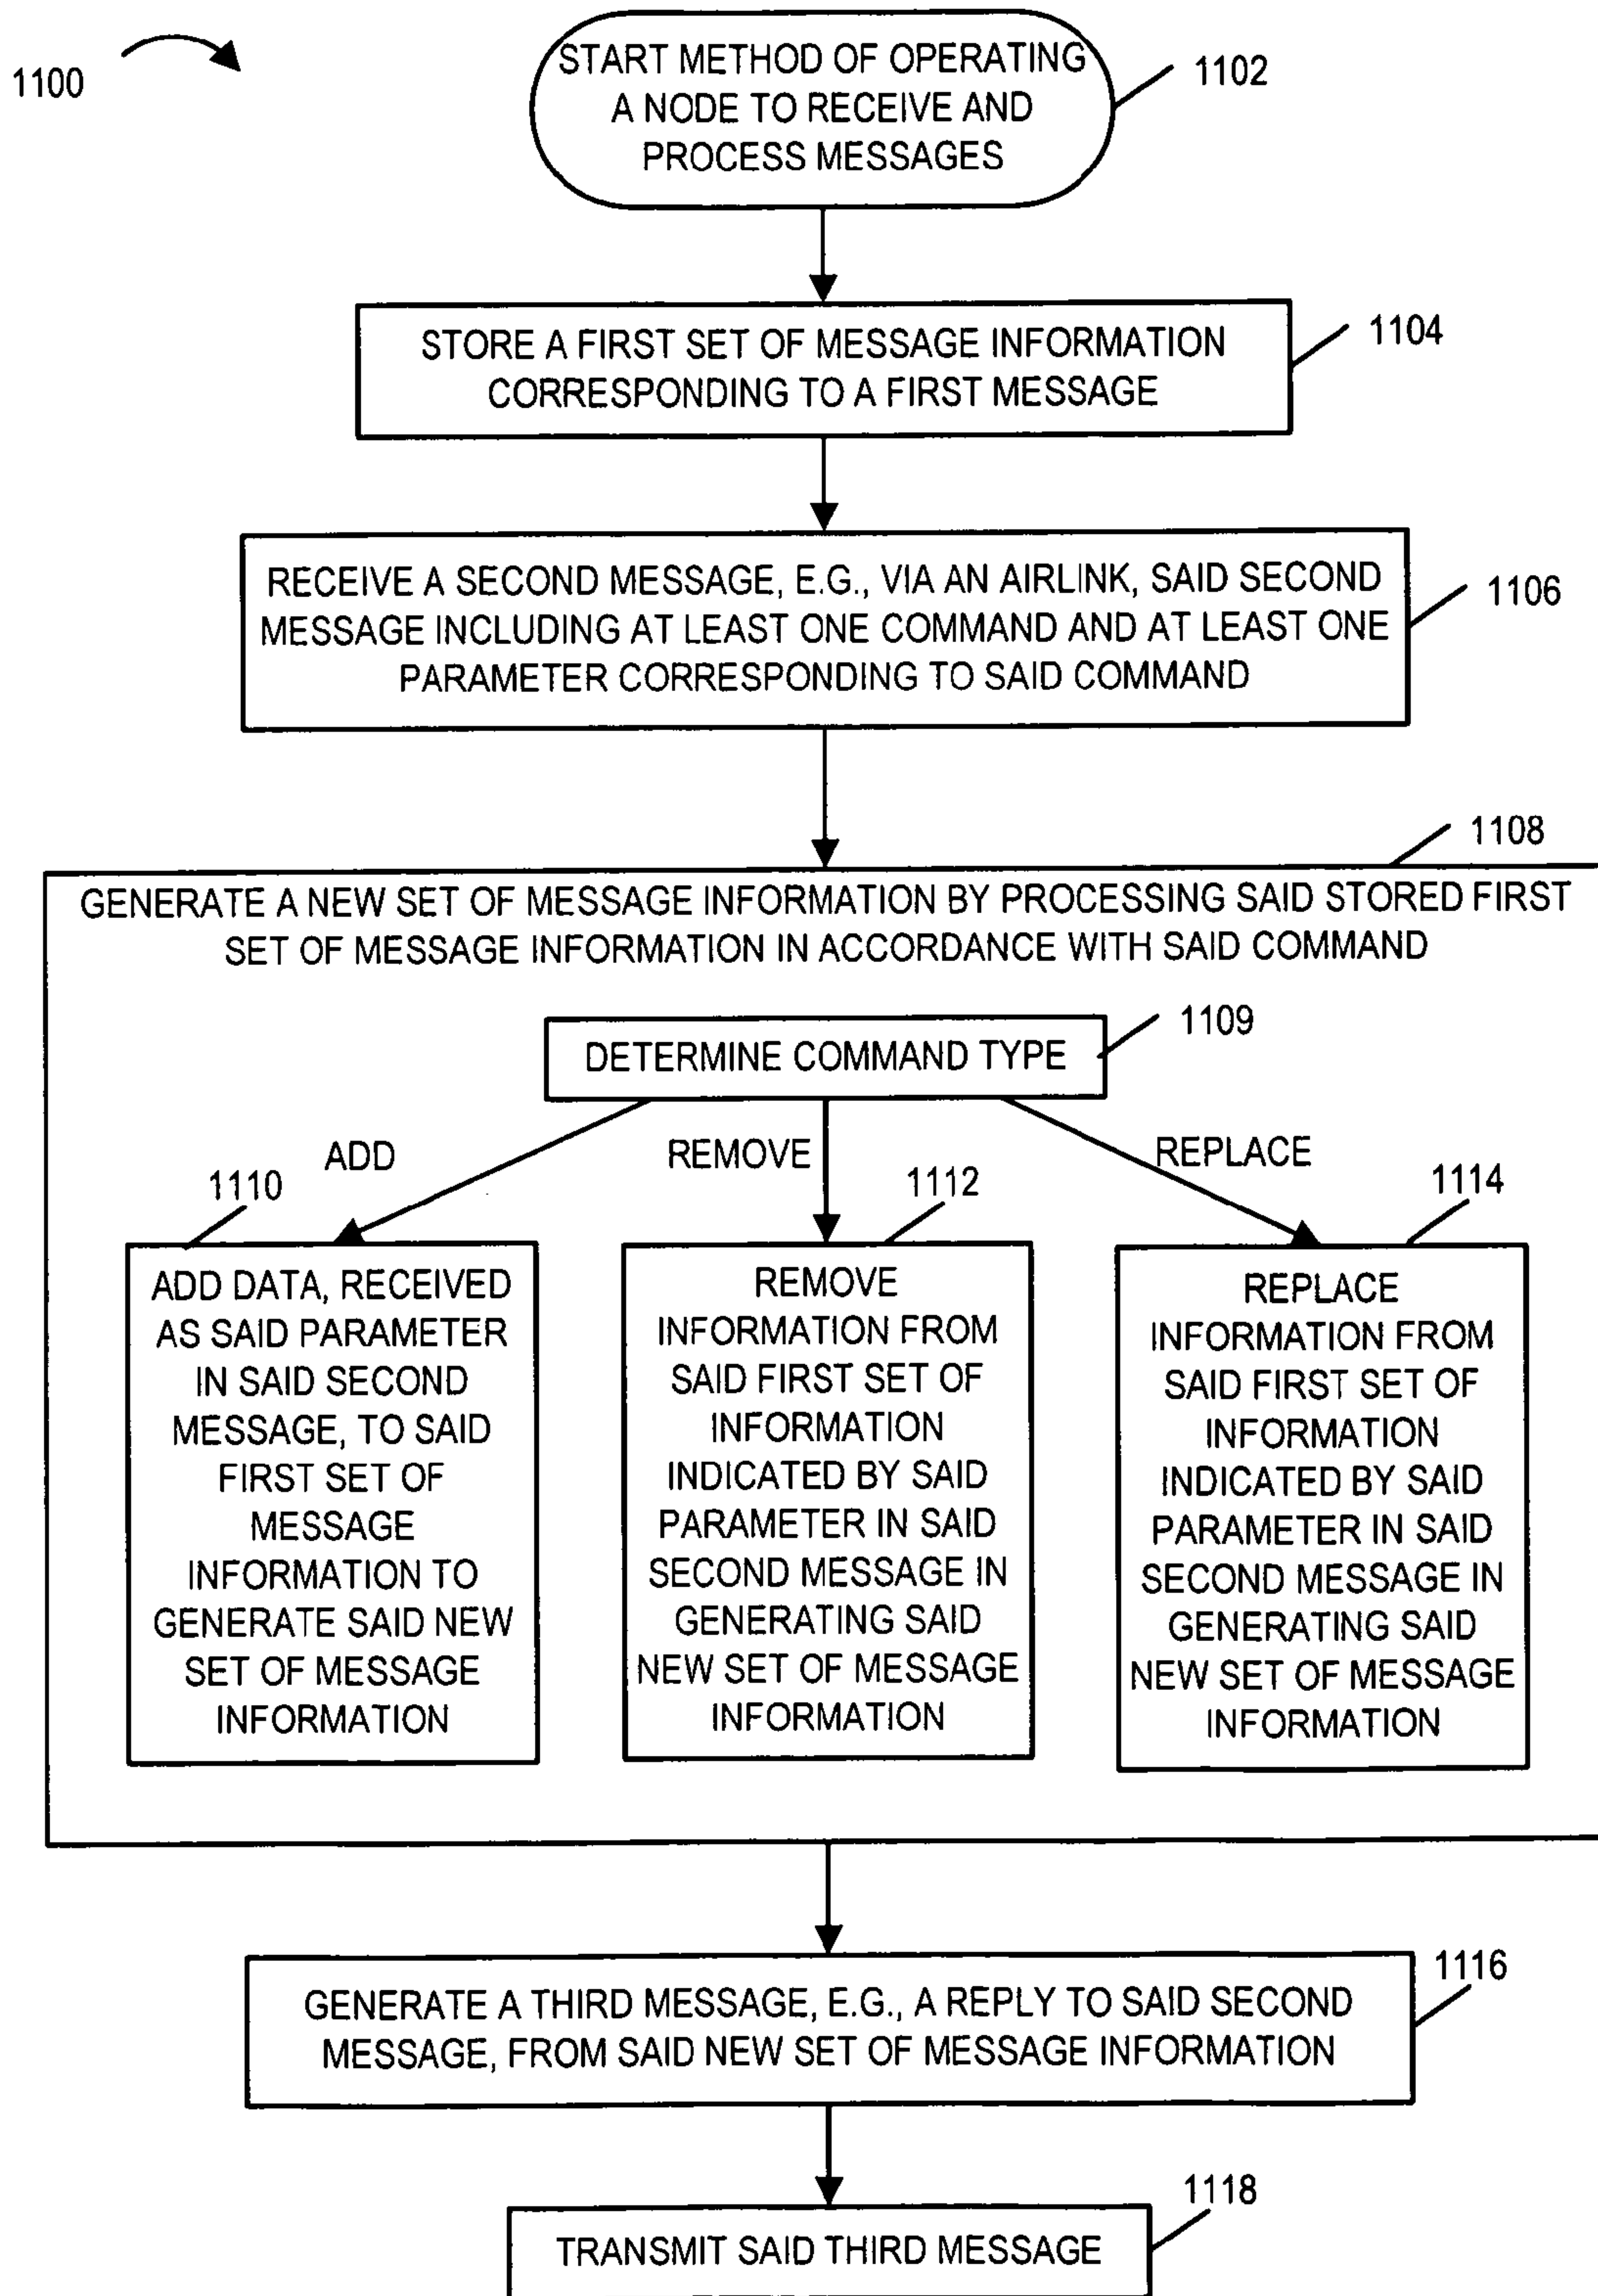 1100
START METHOD OF OPERATING
A NODE TO RECEIVE AND
PROCESS MESSAGES
1102
STORE A FIRST SET OF MESSAGE INFORMATION
CORRESPONDING TO A FIRST MESSAGE
1104
RECEIVE A SECOND MESSAGE, E.G., VIA AN AIRLINK, SAID SECOND
MESSAGE INCLUDING AT LEAST ONE COMMAND AND AT LEAST ONE
PARAMETER CORRESPONDING TO SAID COMMAND
1106
1108
GENERATE A NEW SET OF MESSAGE INFORMATION BY PROCESSING SAID STORED FIRST
SET OF MESSAGE INFORMATION IN ACCORDANCE WITH SAID COMMAND
DETERMINE COMMAND TYPE
1109
ADD
REMOVE
REPLACE
1110
ADD DATA, RECEIVED
AS SAID PARAMETER
IN SAID SECOND
MESSAGE, TO SAID
FIRST SET OF
MESSAGE
INFORMATION TO
GENERATE SAID NEW
SET OF MESSAGE
INFORMATION
1112
REMOVE
INFORMATION FROM
SAID FIRST SET OF
INFORMATION
INDICATED BY SAID
PARAMETER IN SAID
SECOND MESSAGE IN
GENERATING SAID
NEW SET OF MESSAGE
INFORMATION
1114
REPLACE
INFORMATION FROM
SAID FIRST SET OF
INFORMATION
INDICATED BY SAID
PARAMETER IN SAID
SECOND MESSAGE IN
GENERATING SAID
NEW SET OF MESSAGE
INFORMATION
1116
GENERATE A THIRD MESSAGE, E.G., A REPLY TO SAID SECOND
MESSAGE, FROM SAID NEW SET OF MESSAGE INFORMATION
1118
TRANSMIT SAID THIRD MESSAGE